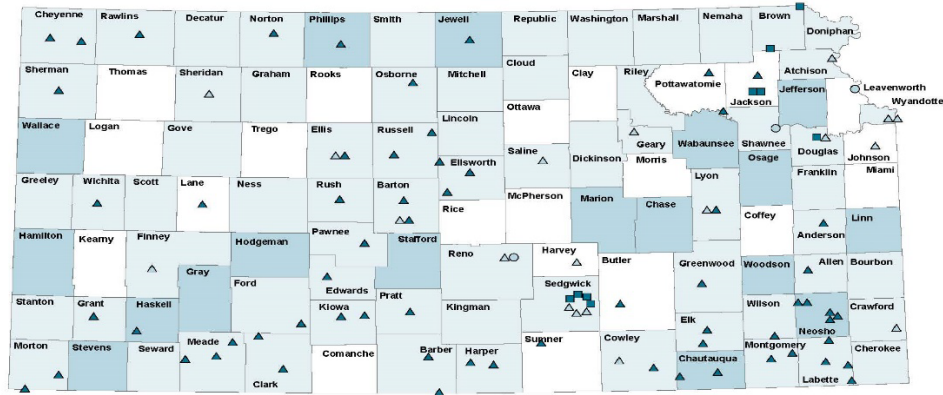 Cheyenne Rawlins Decatur Norton Phillips Smith Jewell Republic Washington Marshall Nemaha Brown
Doniphan
Sherman Thomas Sheridan Graham Rooks Osborne Mitchell Cloud Clay Riley Pottawatomie Jackson Atchison
Jefferson Leavenworth
Wyandotte
Ottawa
Lincoln
Wallace Logan Gove Trego Ellis Russell Ellsworth Saline Dickinson Geary Morris Wabaunsee Shawnee Osage Douglas Johnson
Franklin Miami
Greeley Wichita Scott Lane Ness Rush Barton Rice McPherson Marion Chase Lyon Coffey Anderson Linn
Hamilton Kearny Finney Hodgeman Pawnee Stafford Reno Harvey Butler Greenwood Woodson Allen Bourbon
Gray Ford Edwards Sedgwick
Stanton Grant Haskell Kiowa Pratt Kingman Elk Wilson Neosho Crawford
Morton Stevens Seward Meade Clark Comanche Barber Harper Sumner Cowley Chautauqua Montgomery Labette Cherokee